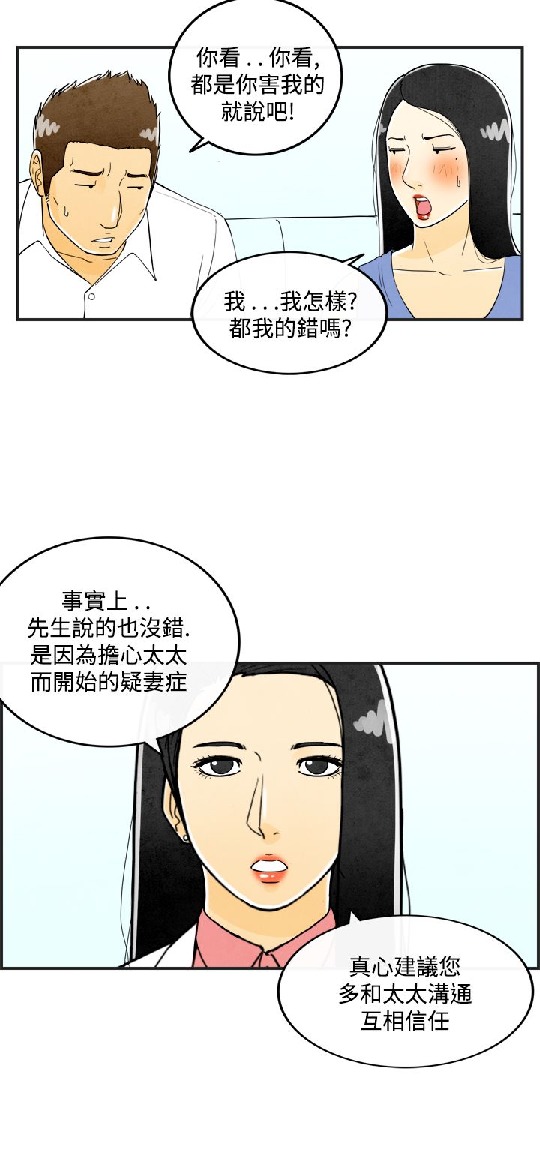 你看..你看,
都是你害我的
就說吧!
我...我怎樣?
都我的錯嗎?
事實上..
先生說的也沒錯.
是因為擔心太太
而開始的疑妻症
真心建議您
多和太太溝通
互相信任